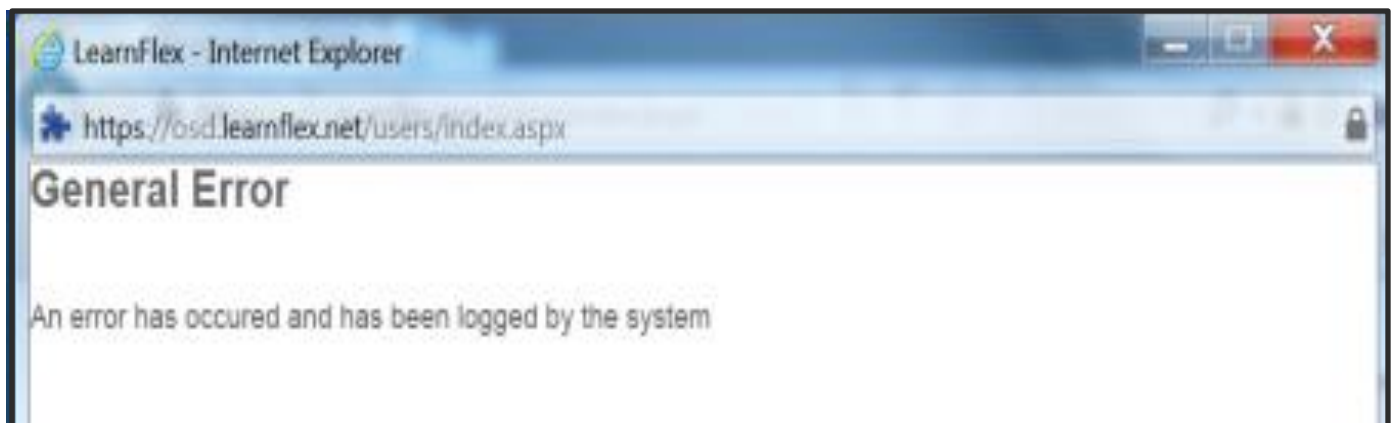 LearnFlex - Internet Explorer
https://osd.learnflex.net/users/index.aspx
General Error
An error has occured and has been logged by the system